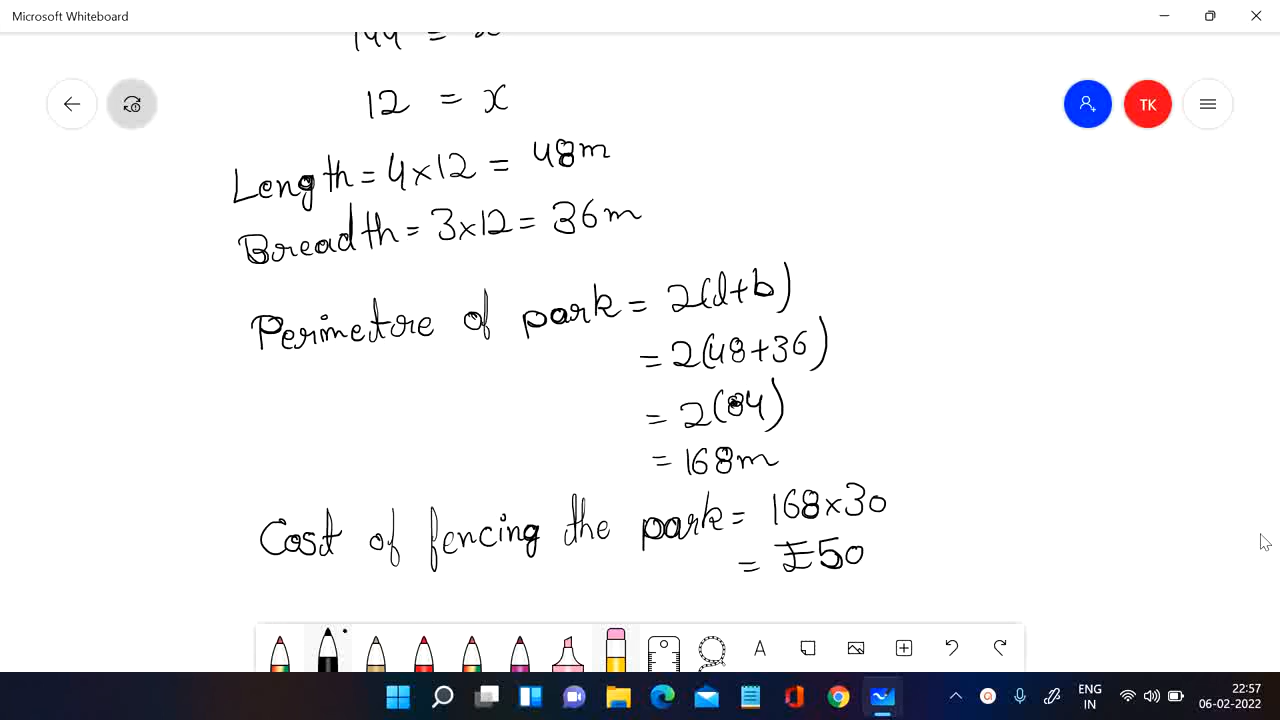 Microsoft Whiteboard
144 = x
12 = x
TK
Length = 4×12 = 48m
Breadth = 3×12 = 36m
Perimetre of park = 2(l+b)
= 2(48+36)
= 2(84)
= 168m
Cost of fencing the park = 168×30
= £50
A
ENG
IN
22:57
06-02-2022